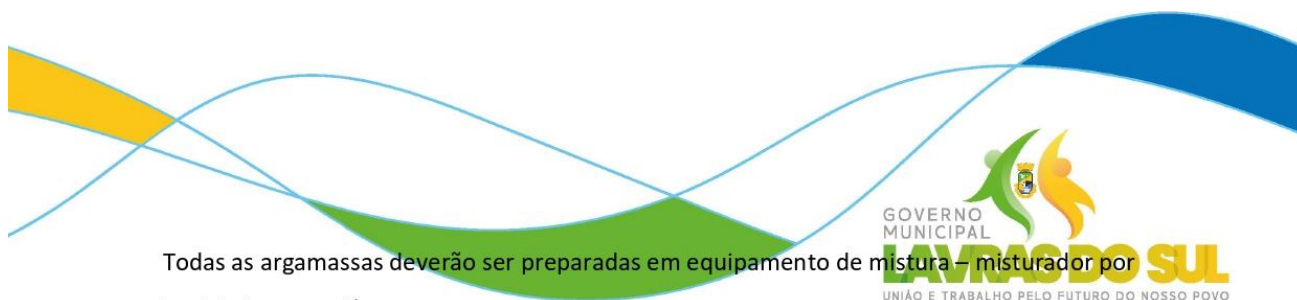 GOVERNO
MUNICIPAL
LAVRAS DO SUL
UNIÃO E TRABALHO PELO FUTURO DO NOSSO POVO
Todas as argamassas deverão ser preparadas em equipamento de mistura – misturador por